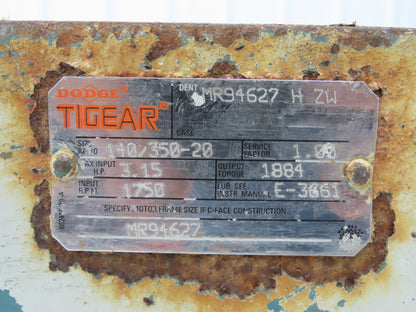 DODGE
TIGEAR
IDENT. MR94627 H ZW
CASE
SIZE RATIO 140/350-20
SERVICE FACTOR 1.00
MAX INPUT H.P. 1.15
OUTPUT TORQUE 1884
INPUT R.P.M. 1750
LUB. SEE INSTR. MANUAL E-3661
SPECIFY MOTOR FRAME SIZE IF C-FACE CONSTRUCTION
MR94627